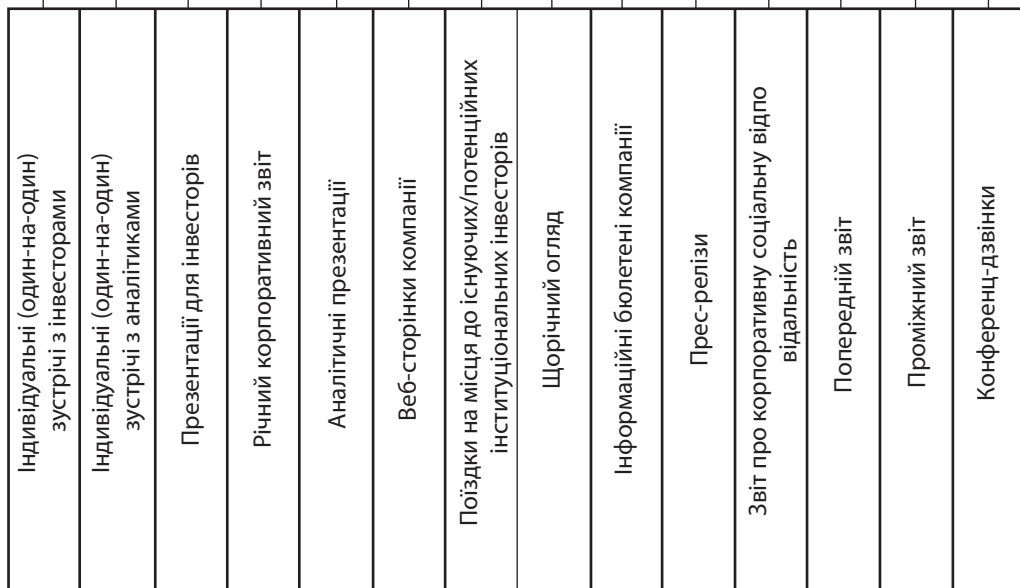 Індивідуальні (один-на-один)
зустрічі з інвесторами
Індивідуальні (один-на-один)
зустрічі з аналітиками
Презентації для інвесторів
Річний корпоративний звіт
Аналітичні презентації
Веб-сторінки компанії
Поїздки на місця до існуючих/потенційних
інституціональних інвесторів
Щорічний огляд
Інформаційні бюлетені компанії
Прес-релізи
Звіт про корпоративну соціальну відпо
відальність
Попередній звіт
Проміжний звіт
Конференц-дзвінки